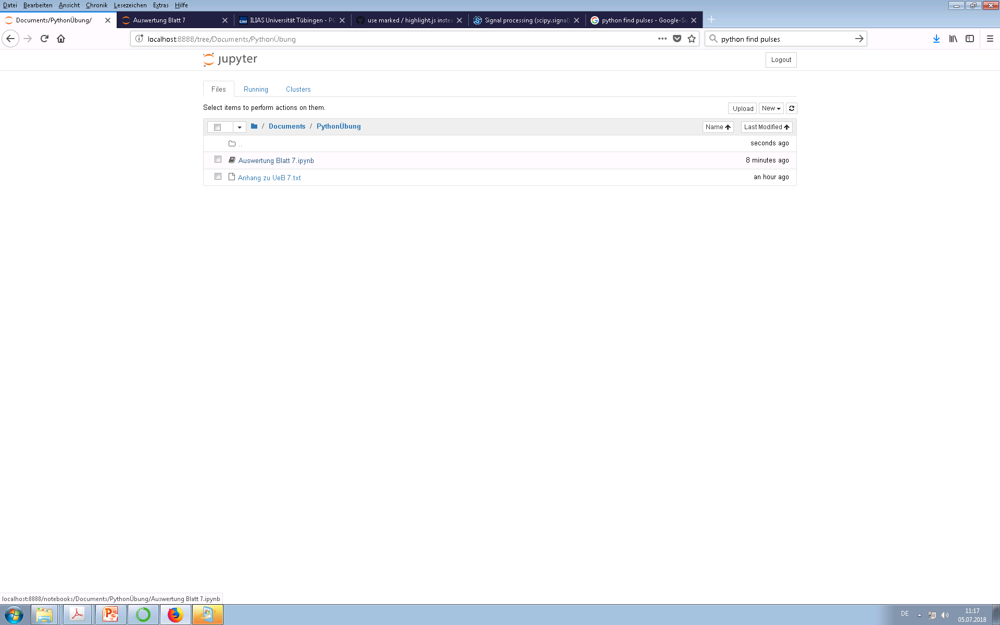 Datei Bearbeiten Ansicht Chronik Lesezeichen Extras Hilfe
Documents/PythonÜbung/ Auswertung Blatt 7 ILIAS Universität Tübingen - PC use marked / highlight.js instea Signal processing (scipy.signal) python find pulses - Google-Su
localhost:8888/tree/Documents/PythonÜbung python find pulses
jupyter Logout
Files Running Clusters
Select items to perform actions on them. Upload New
/ Documents / PythonÜbung Name Last Modified
.. seconds ago
Auswertung Blatt 7.ipynb 8 minutes ago
Anhang zu UeB 7.txt an hour ago
localhost:8888/notebooks/Documents/PythonÜbung/Auswertung Blatt 7.ipynb
DE 11:17
05.07.2018